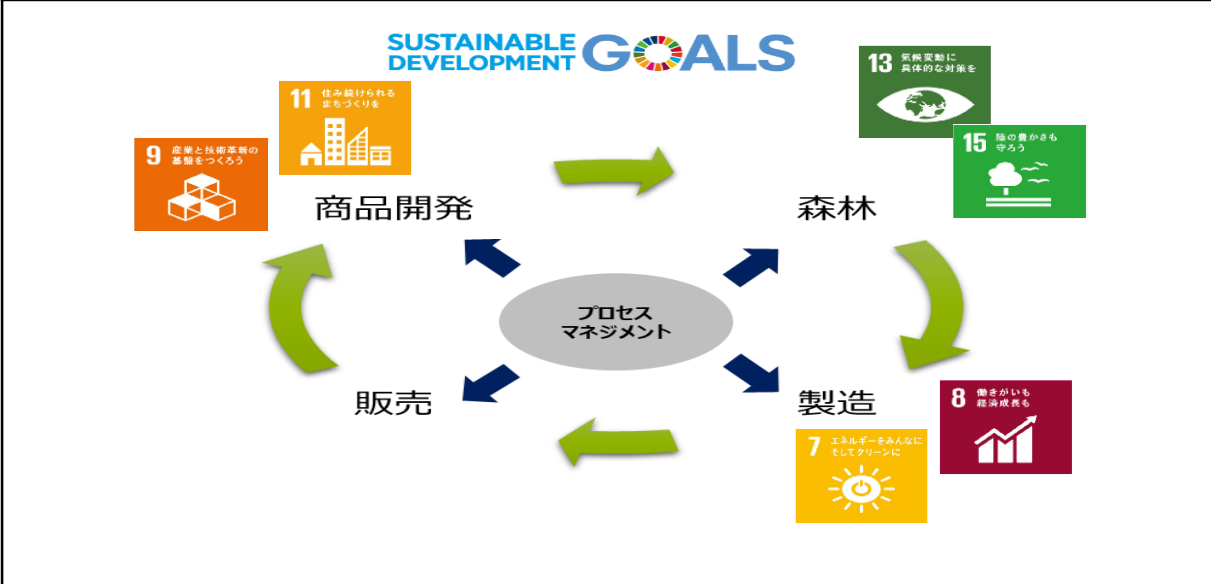 SUSTAINABLE
DEVELOPMENT
GOALS
13 気候変動に
具体的な対策を
11 住み続けられる
まちづくりを
15 陸の豊かさも
守ろう
9 産業と技術革新の
基盤をつくろう
商品開発
森林
プロセス
マネジメント
販売
製造
8 働きがいも
経済成長も
7 エネルギーをみんなに
そしてクリーンに